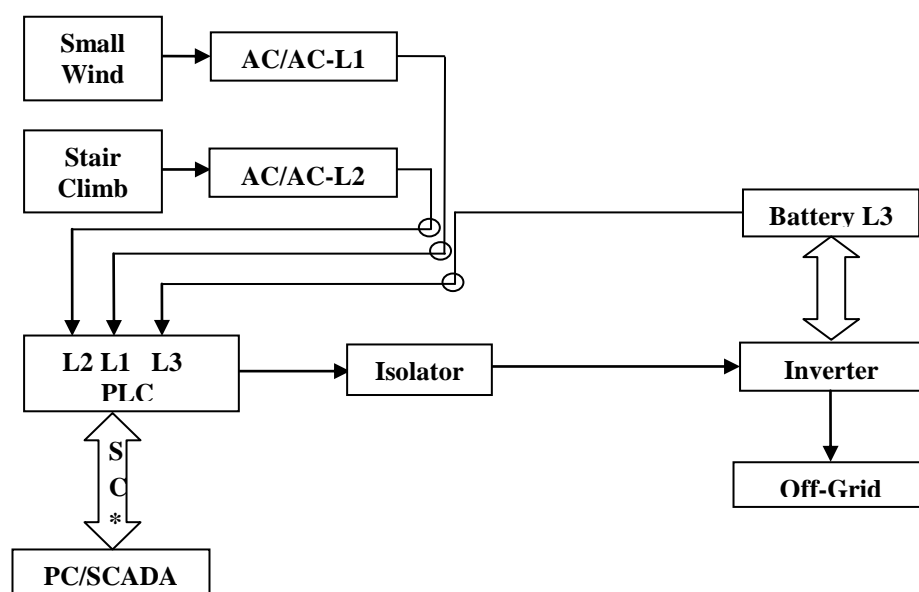 Small
Wind
AC/AC-L1
Stair
Climb
AC/AC-L2
Battery L3
L2 L1 L3
PLC
Isolator
Inverter
S
C
*
Off-Grid
PC/SCADA